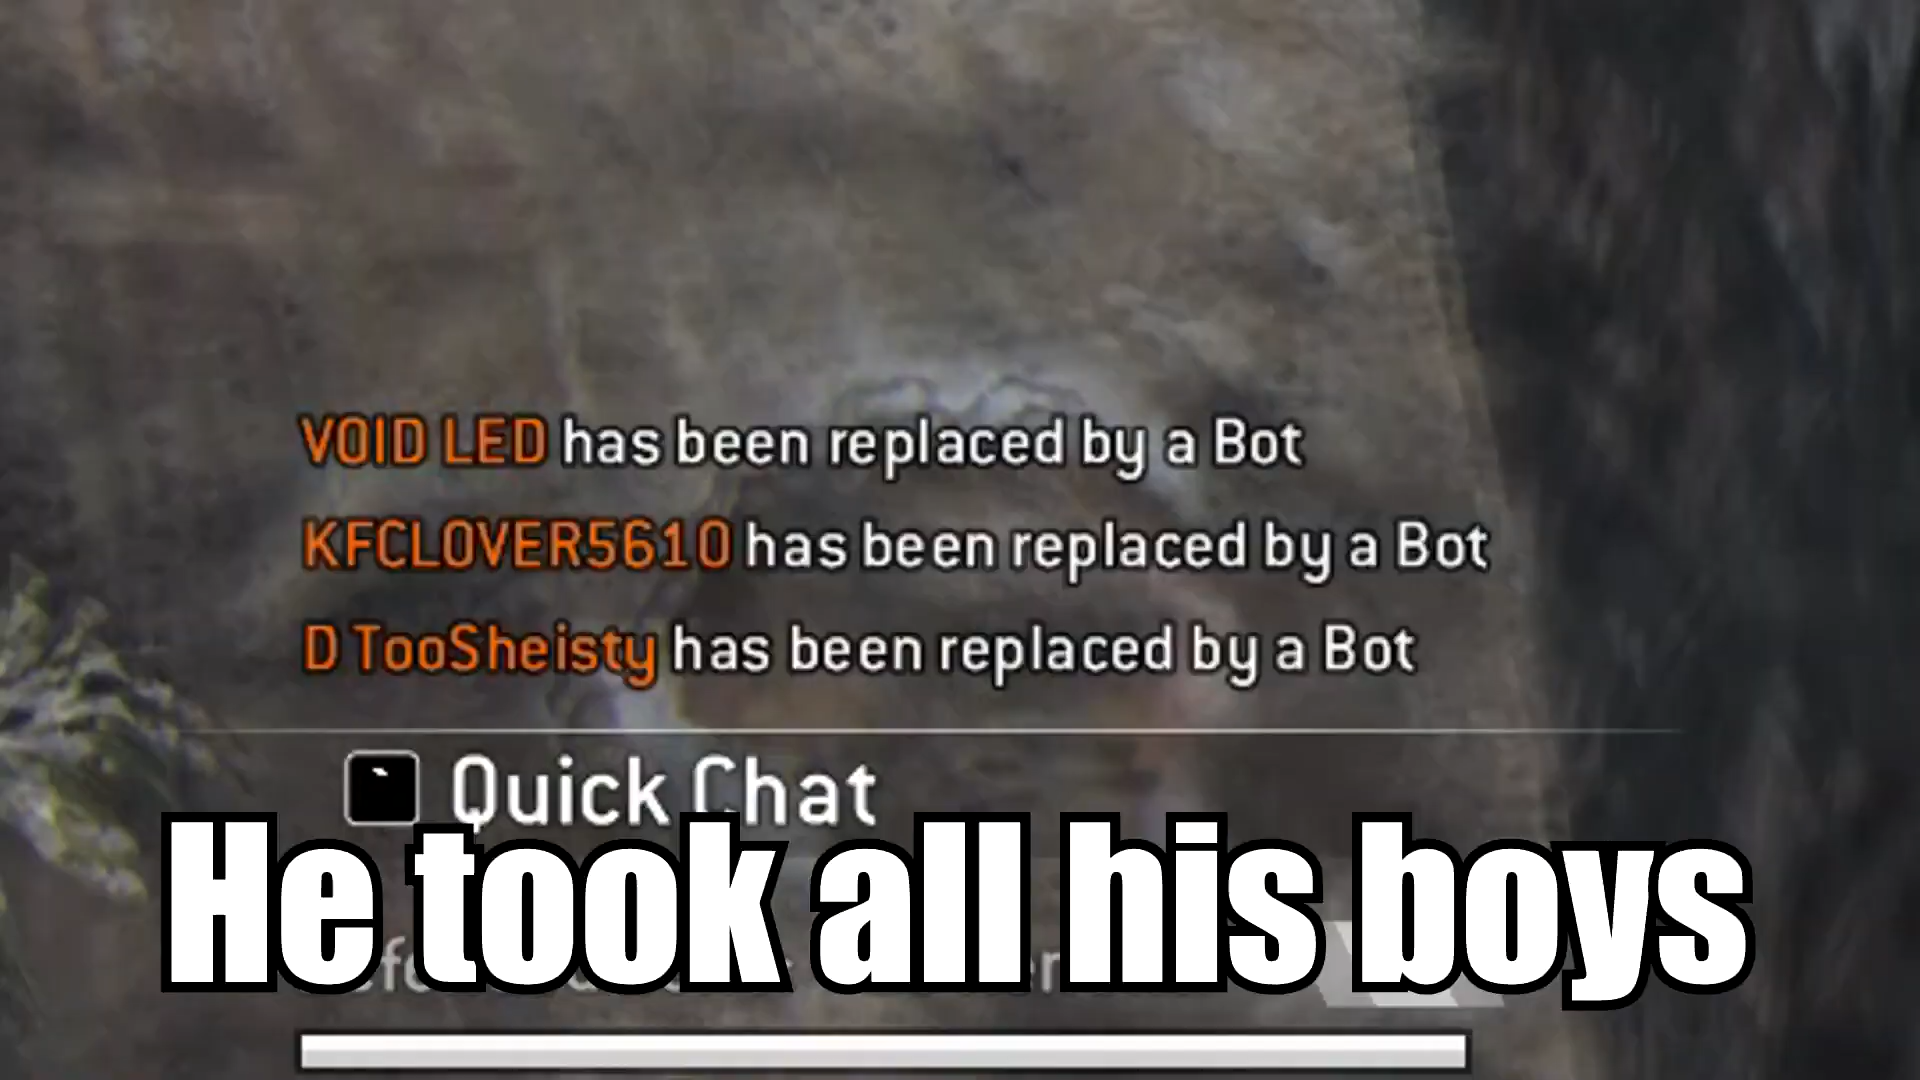 VOID LED has been replaced by a Bot
KFCLOVER5610 has been replaced by a Bot
D TooSheisty has been replaced by a Bot
` Quick Chat
He took all his boys